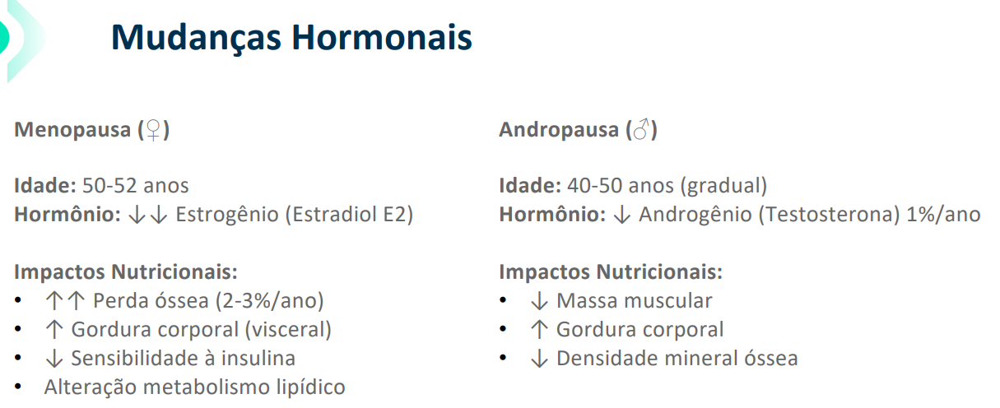 Mudanças Hormonais
Menopausa (♀)
Idade: 50-52 anos
Hormônio: ↓↓ Estrogênio (Estradiol E2)
Impactos Nutricionais:
• ↑↑ Perda óssea (2-3%/ano)
• ↑ Gordura corporal (visceral)
• ↓ Sensibilidade à insulina
• Alteração metabolismo lipídico
Andropausa (♂)
Idade: 40-50 anos (gradual)
Hormônio: ↓ Androgênio (Testosterona) 1%/ano
Impactos Nutricionais:
• ↓ Massa muscular
• ↑ Gordura corporal
• ↓ Densidade mineral óssea